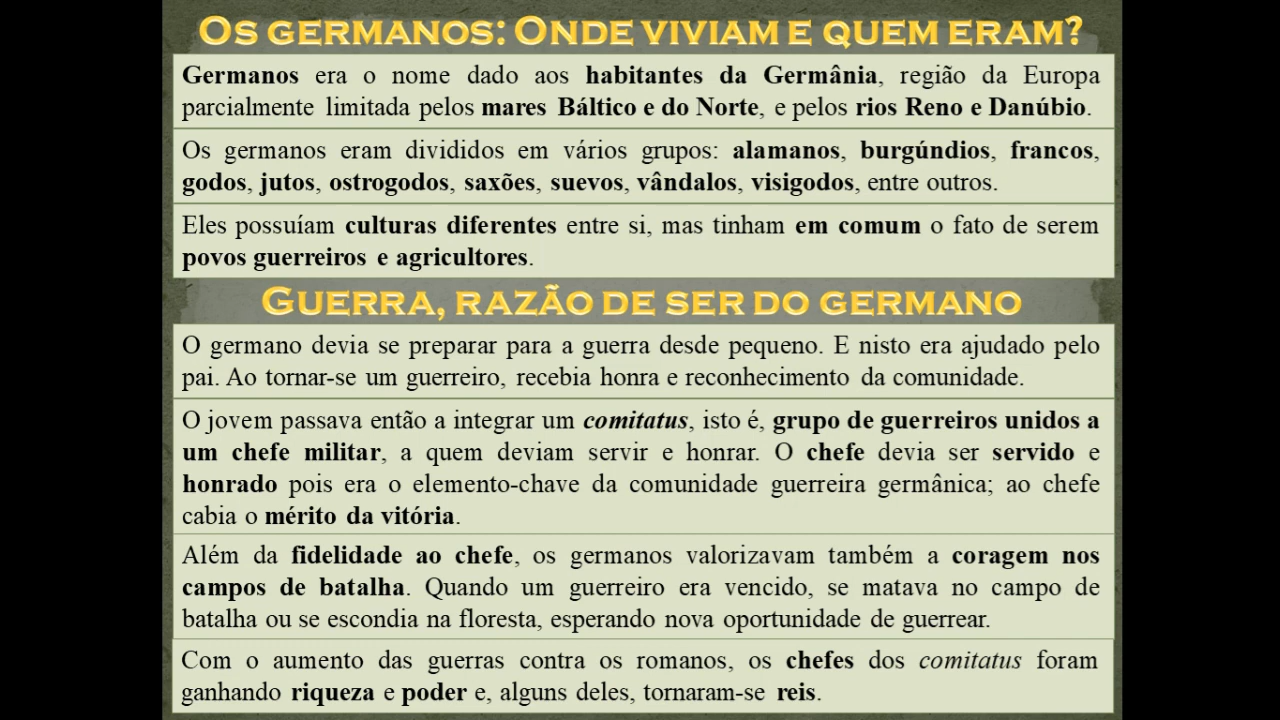 Os germanos: Onde viviam e quem eram?
Germanos era o nome dado aos habitantes da Germânia, região da Europa
parcialmente limitada pelos mares Báltico e do Norte, e pelos rios Reno e Danúbio.
Os germanos eram divididos em vários grupos: alamanos, burgúndios, francos,
godos, jutos, ostrogodos, saxões, suevos, vândalos, visigodos, entre outros.
Eles possuíam culturas diferentes entre si, mas tinham em comum o fato de serem
povos guerreiros e agricultores.
Guerra, razão de ser do germano
O germano devia se preparar para a guerra desde pequeno. E nisto era ajudado pelo
pai. Ao tornar-se um guerreiro, recebia honra e reconhecimento da comunidade.
O jovem passava então a integrar um comitatus, isto é, grupo de guerreiros unidos a
um chefe militar, a quem deviam servir e honrar. O chefe devia ser servido e
honrado pois era o elemento-chave da comunidade guerreira germânica; ao chefe
cabia o mérito da vitória.
Além da fidelidade ao chefe, os germanos valorizavam também a coragem nos
campos de batalha. Quando um guerreiro era vencido, se matava no campo de
batalha ou se escondia na floresta, esperando nova oportunidade de guerrear.
Com o aumento das guerras contra os romanos, os chefes dos comitatus foram
ganhando riqueza e poder e, alguns deles, tornaram-se reis.